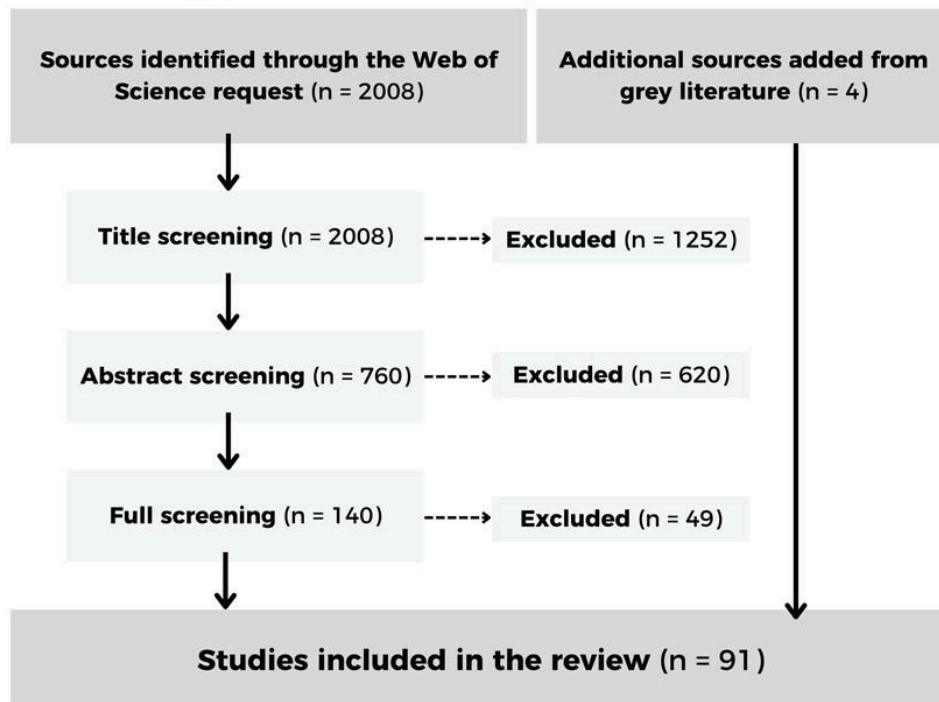 Sources identified through the Web of
Science request (n = 2008)
Additional sources added from
grey literature (n = 4)
Title screening (n = 2008)
Excluded (n = 1252)
Abstract screening (n = 760)
Excluded (n = 620)
Full screening (n = 140)
Excluded (n = 49)
Studies included in the review (n = 91)